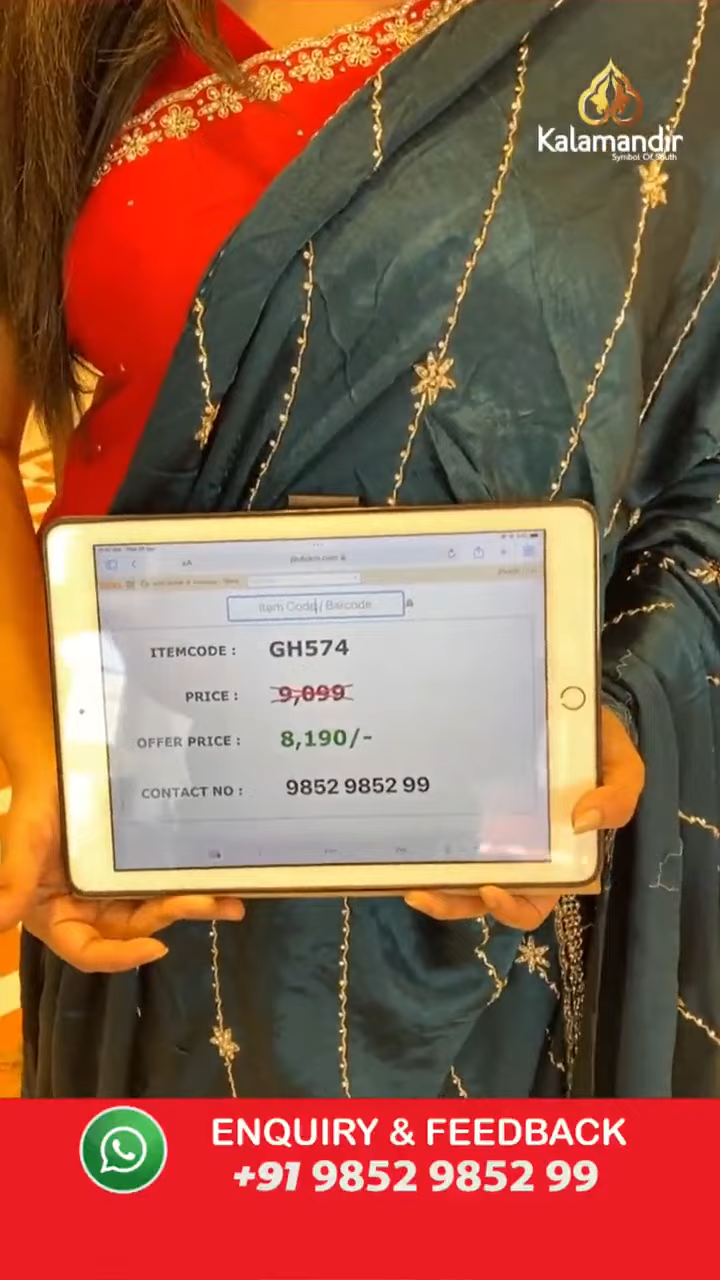 Kalamandir
Symbol Of South
Item Code / Barcode
ITEMCODE : GH574
PRICE : 9,099
OFFER PRICE : 8,190/-
CONTACT NO : 9852 9852 99
ENQUIRY & FEEDBACK
+91 9852 9852 99